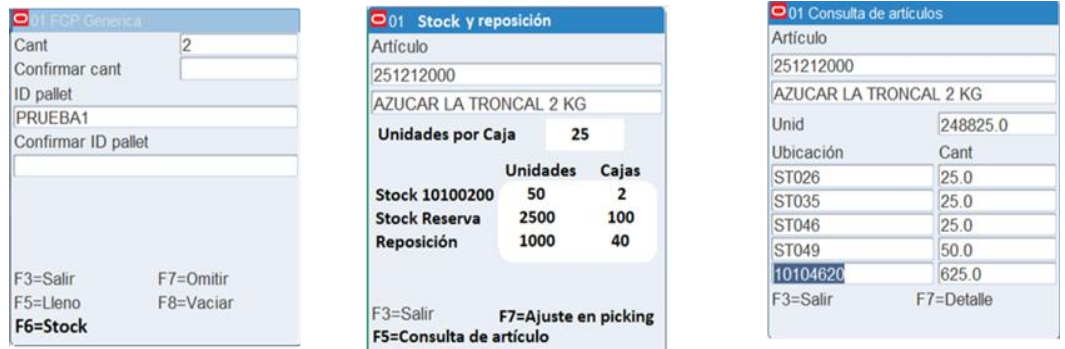 01 FCP Generica
Cant 2
Confirmar cant
ID pallet
PRUEBA1
Confirmar ID pallet
F3=Salir F7=Omitir
F5=Lleno F8=Vaciar
F6=Stock
01 Stock y reposición
Artículo
251212000
AZUCAR LA TRONCAL 2 KG
Unidades por Caja 25
Unidades Cajas
Stock 10100200 50 2
Stock Reserva 2500 100
Reposición 1000 40
F3=Salir F7=Ajuste en picking
F5=Consulta de artículo
01 Consulta de artículos
Artículo
251212000
AZUCAR LA TRONCAL 2 KG
Unid 248825.0
Ubicación Cant
ST026 25.0
ST035 25.0
ST046 25.0
ST049 50.0
10104620 625.0
F3=Salir F7=Detalle